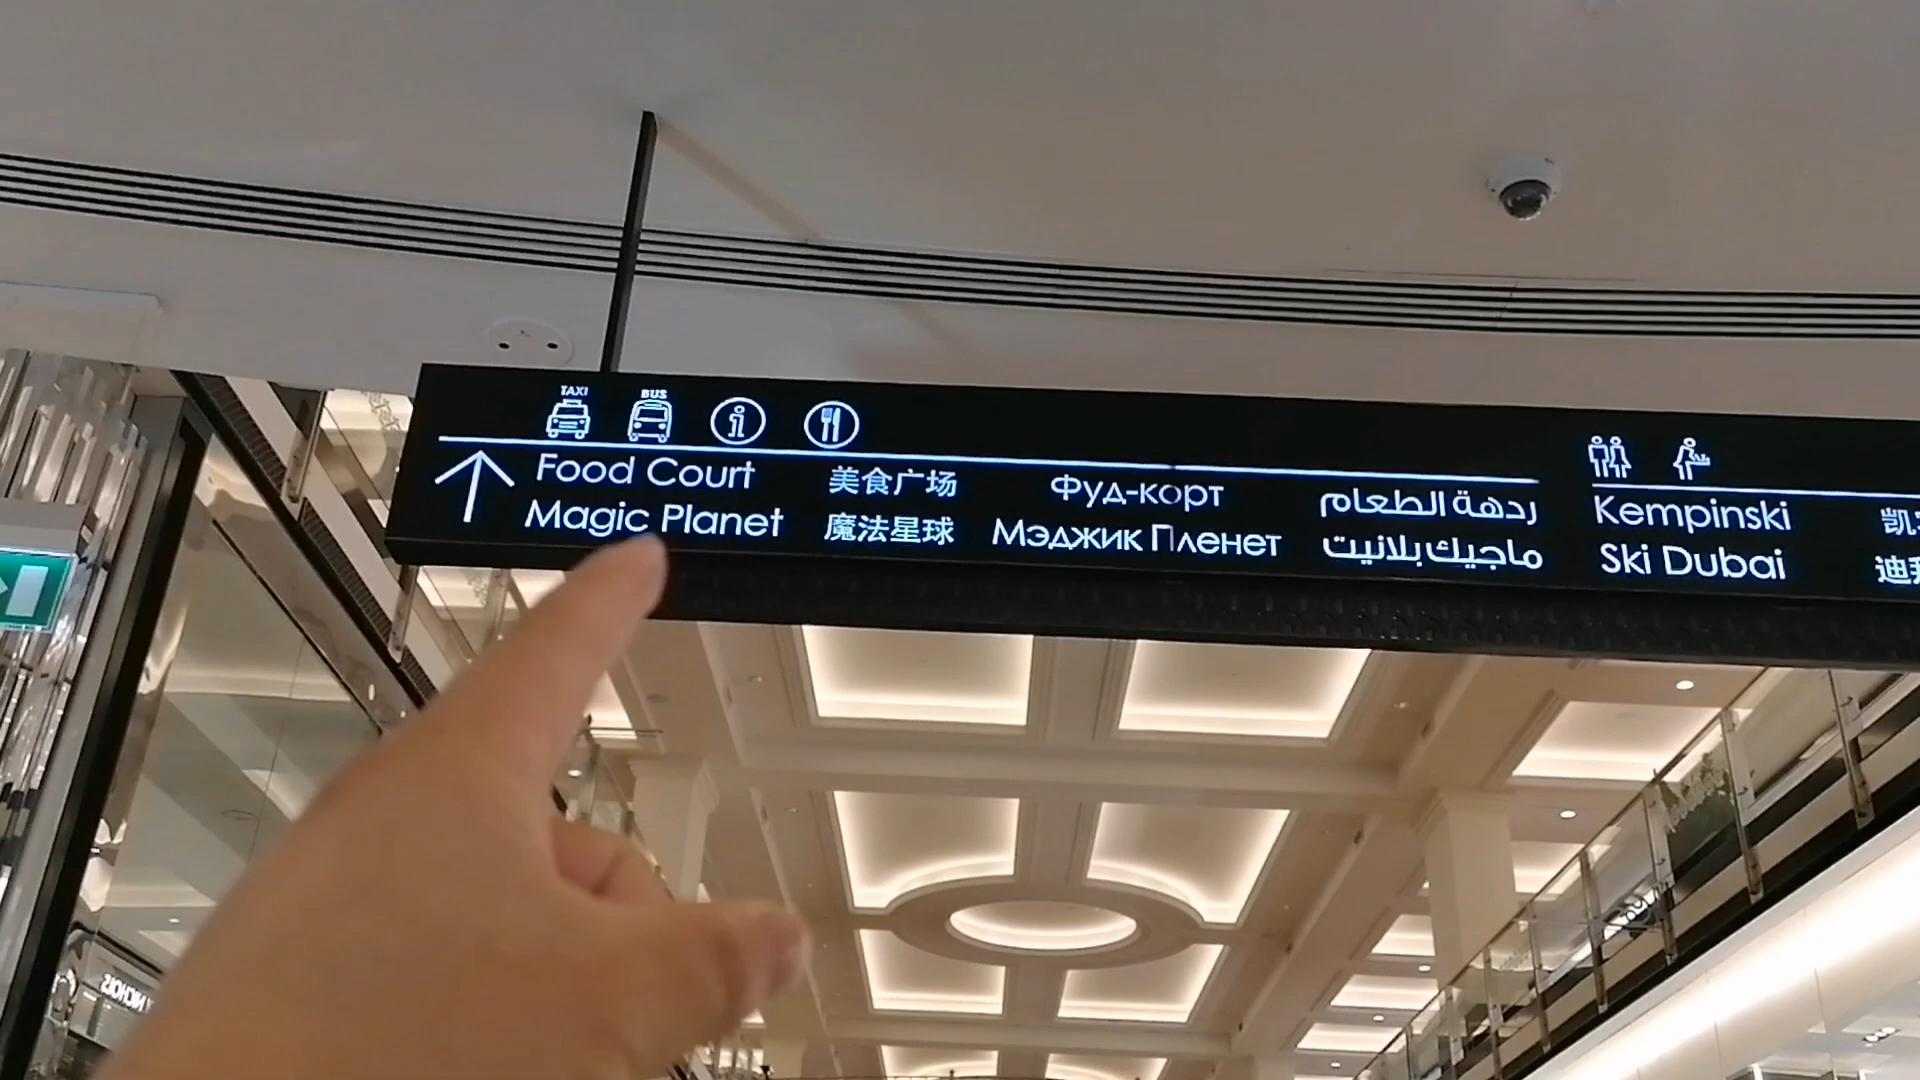 TAXI BUS
Food Court 美食广场 Фуд-корт ردهة الطعام
Magic Planet 魔法星球 Мэджик Пленет ماجيك بلانيت
Kempinski
Ski Dubai
NICHOLS